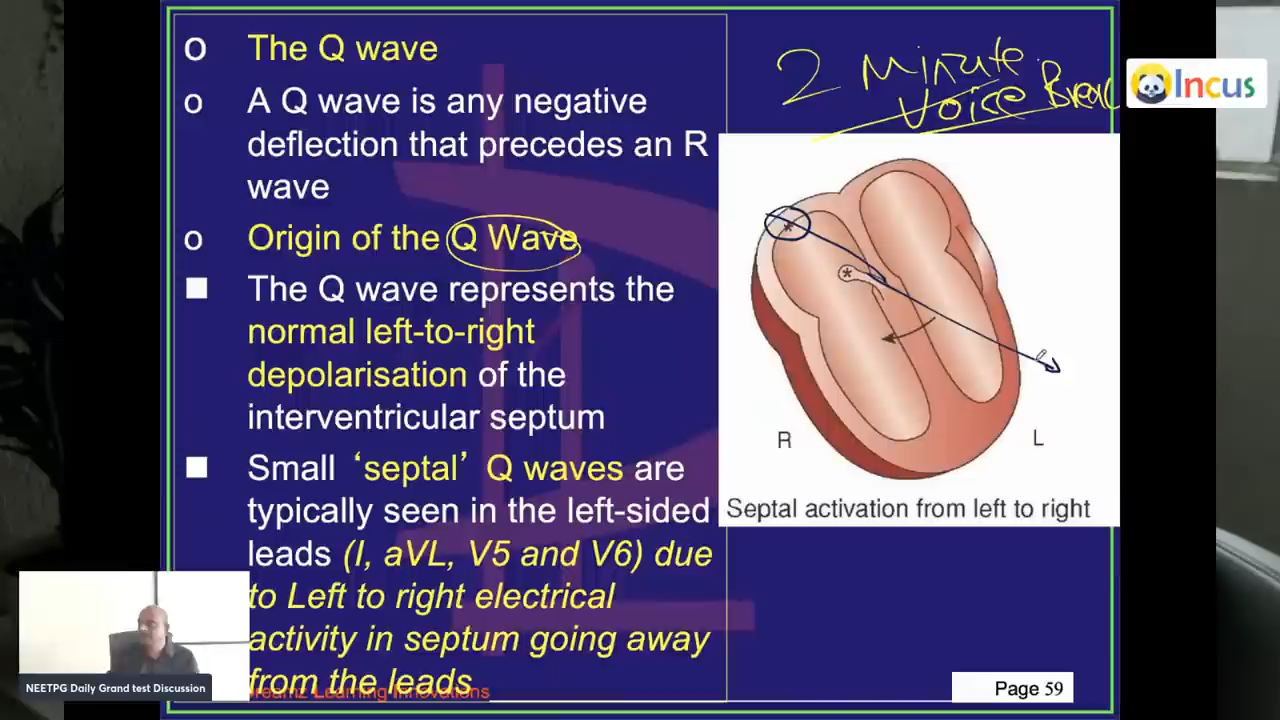 o The Q wave
o A Q wave is any negative
deflection that precedes an R
wave
o Origin of the Q Wave
■ The Q wave represents the
normal left-to-right
depolarisation of the
interventricular septum
■ Small ‘septal’ Q waves are
typically seen in the left-sided
leads (I, aVL, V5 and V6) due
to Left to right electrical
activity in septum going away
from the leads
2 Minute
Voice
Incus
*
*
R
L
Septal activation from left to right
NEETPG Daily Grand test Discussion
Learning Innovations
Page 59